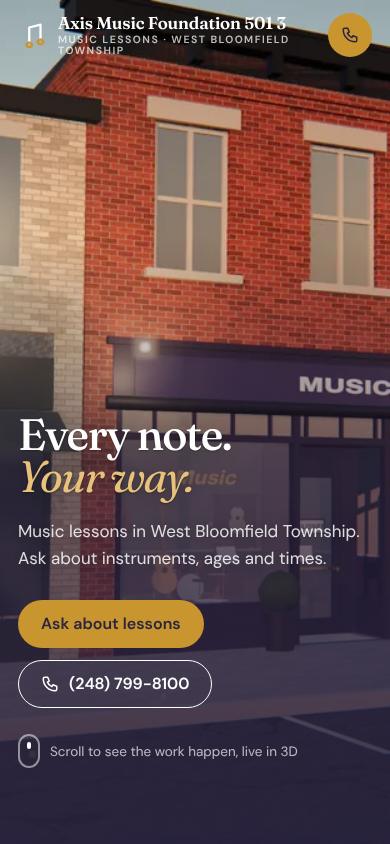 Axis Music Foundation 501 3
MUSIC LESSONS · WEST BLOOMFIELD
TOWNSHIP
MUSIC
Every note.
Your way.
Music
Music lessons in West Bloomfield Township.
Ask about instruments, ages and times.
Ask about lessons
(248) 799-8100
Scroll to see the work happen, live in 3D